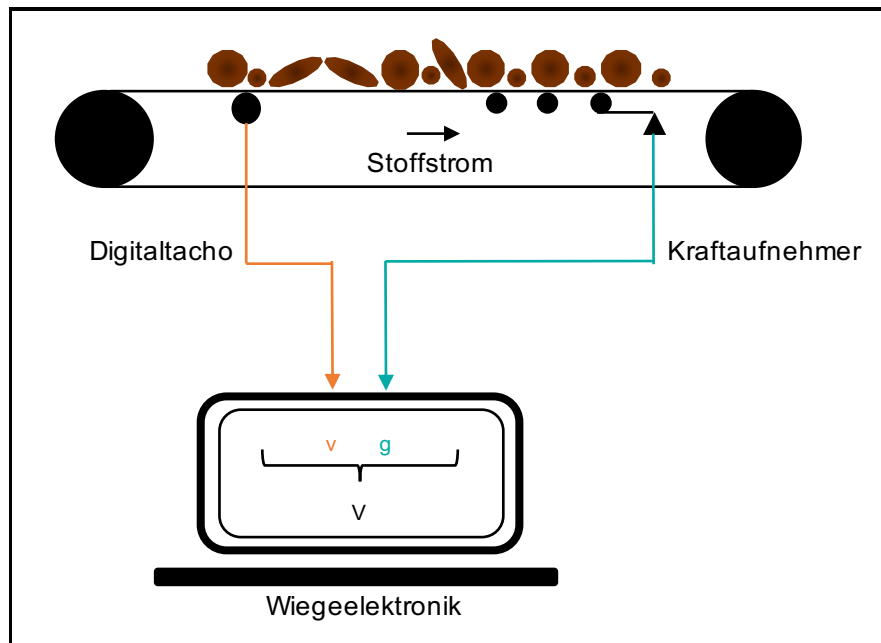 Stoffstrom
Digitaltacho
Kraftaufnehmer
v
g
V
Wiegeelektronik